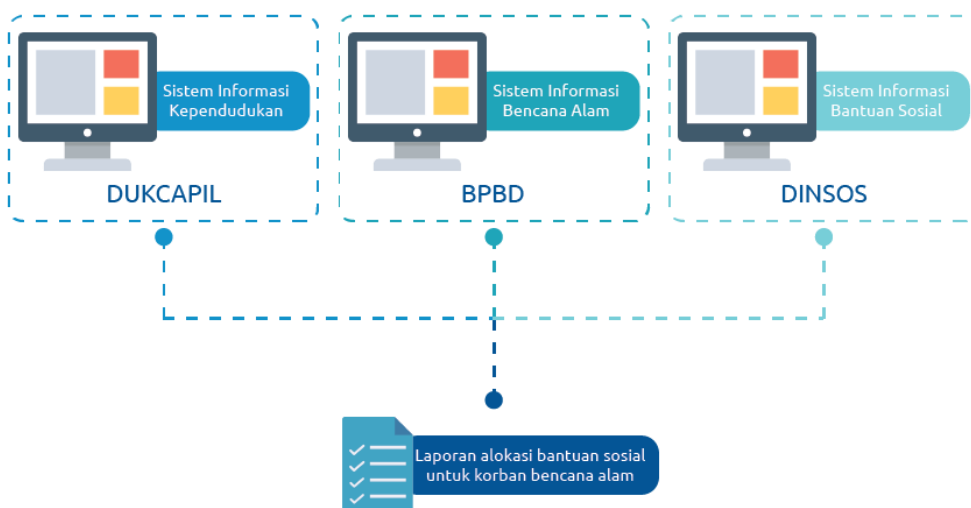 Sistem Informasi
Kependudukan
DUKCAPIL
Sistem Informasi
Bencana Alam
BPBD
Sistem Informasi
Bantuan Sosial
DINSOS
Laporan alokasi bantuan sosial
untuk korban bencana alam